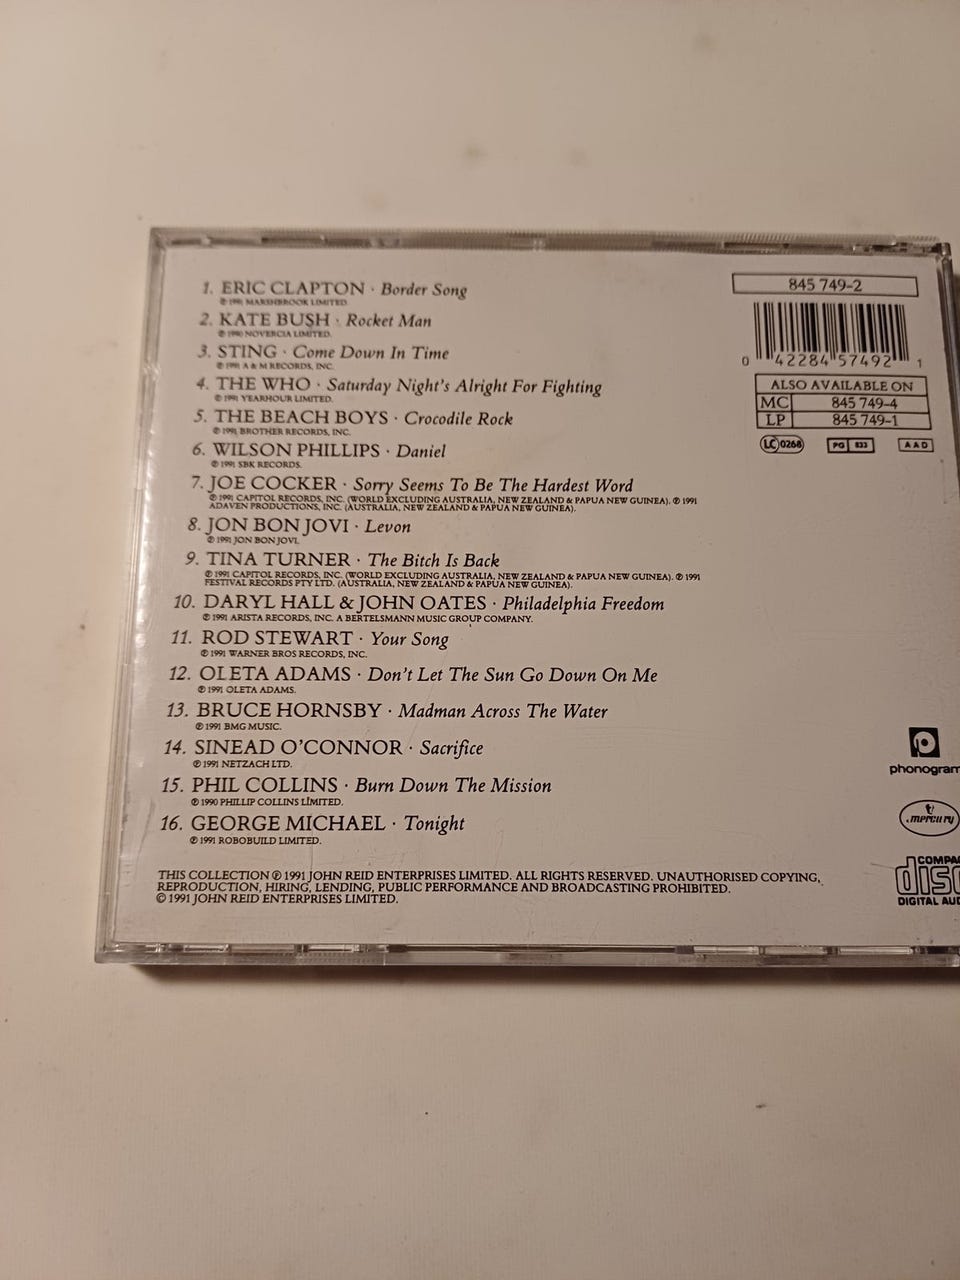 1. ERIC CLAPTON · Border Song
℗ 1991 MARSHBROOK LIMITED.
2. KATE BUSH · Rocket Man
℗ 1990 NOVERCIA LIMITED.
3. STING · Come Down In Time
℗ 1991 A & M RECORDS, INC.
4. THE WHO · Saturday Night's Alright For Fighting
℗ 1991 YEARHOUR LIMITED.
5. THE BEACH BOYS · Crocodile Rock
℗ 1991 BROTHER RECORDS, INC.
6. WILSON PHILLIPS · Daniel
℗ 1991 SBK RECORDS.
7. JOE COCKER · Sorry Seems To Be The Hardest Word
℗ 1991 CAPITOL RECORDS, INC. (WORLD EXCLUDING AUSTRALIA, NEW ZEALAND & PAPUA NEW GUINEA). ℗ 1991
ADAVEN PRODUCTIONS, INC. (AUSTRALIA, NEW ZEALAND & PAPUA NEW GUINEA).
8. JON BON JOVI · Levon
℗ 1991 JON BON JOVI.
9. TINA TURNER · The Bitch Is Back
℗ 1991 CAPITOL RECORDS, INC. (WORLD EXCLUDING AUSTRALIA, NEW ZEALAND & PAPUA NEW GUINEA). ℗ 1991
FESTIVAL RECORDS PTY LTD. (AUSTRALIA, NEW ZEALAND & PAPUA NEW GUINEA).
10. DARYL HALL & JOHN OATES · Philadelphia Freedom
℗ 1991 ARISTA RECORDS, INC. A BERTELSMANN MUSIC GROUP COMPANY.
11. ROD STEWART · Your Song
℗ 1991 WARNER BROS RECORDS, INC.
12. OLETA ADAMS · Don't Let The Sun Go Down On Me
℗ 1991 OLETA ADAMS.
13. BRUCE HORNSBY · Madman Across The Water
℗ 1991 BMG MUSIC.
14. SINEAD O'CONNOR · Sacrifice
℗ 1991 NETZACH LTD.
15. PHIL COLLINS · Burn Down The Mission
℗ 1990 PHILLIP COLLINS LIMITED.
16. GEORGE MICHAEL · Tonight
℗ 1991 ROBOBUILD LIMITED.
THIS COLLECTION ℗ 1991 JOHN REID ENTERPRISES LIMITED. ALL RIGHTS RESERVED. UNAUTHORISED COPYING,
REPRODUCTION, HIRING, LENDING, PUBLIC PERFORMANCE AND BROADCASTING PROHIBITED.
© 1991 JOHN REID ENTERPRISES LIMITED.
845 749-2
0 42284 57492 1
ALSO AVAILABLE ON
MC 845 749-4
LP 845 749-1
LC 0268 PG 833 AAD
phonogram
mercury
COMPA
disc
DIGITAL AUD